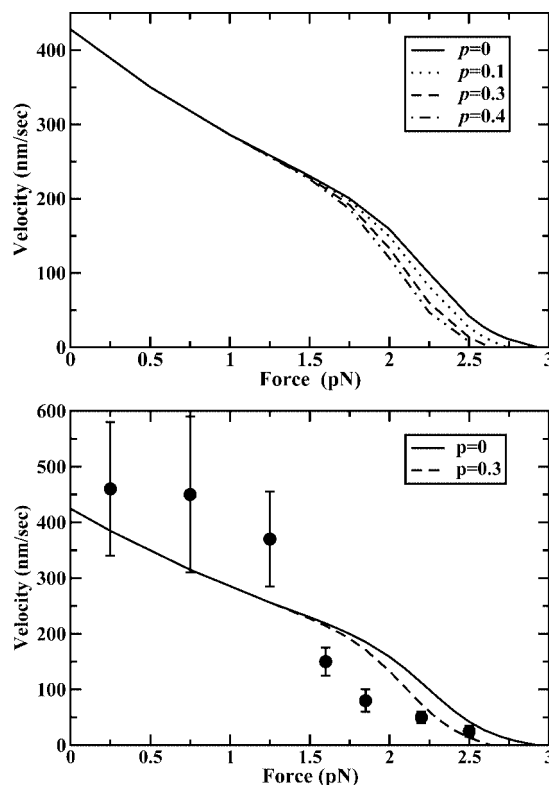 400
300
200
100
0
Velocity (nm/sec)
p=0
p=0.1
p=0.3
p=0.4
0 0.5 1 1.5 2 2.5 3
Force (pN)
600
500
400
300
200
100
0
Velocity (nm/sec)
p=0
p=0.3
0 0.5 1 1.5 2 2.5 3
Force (pN)